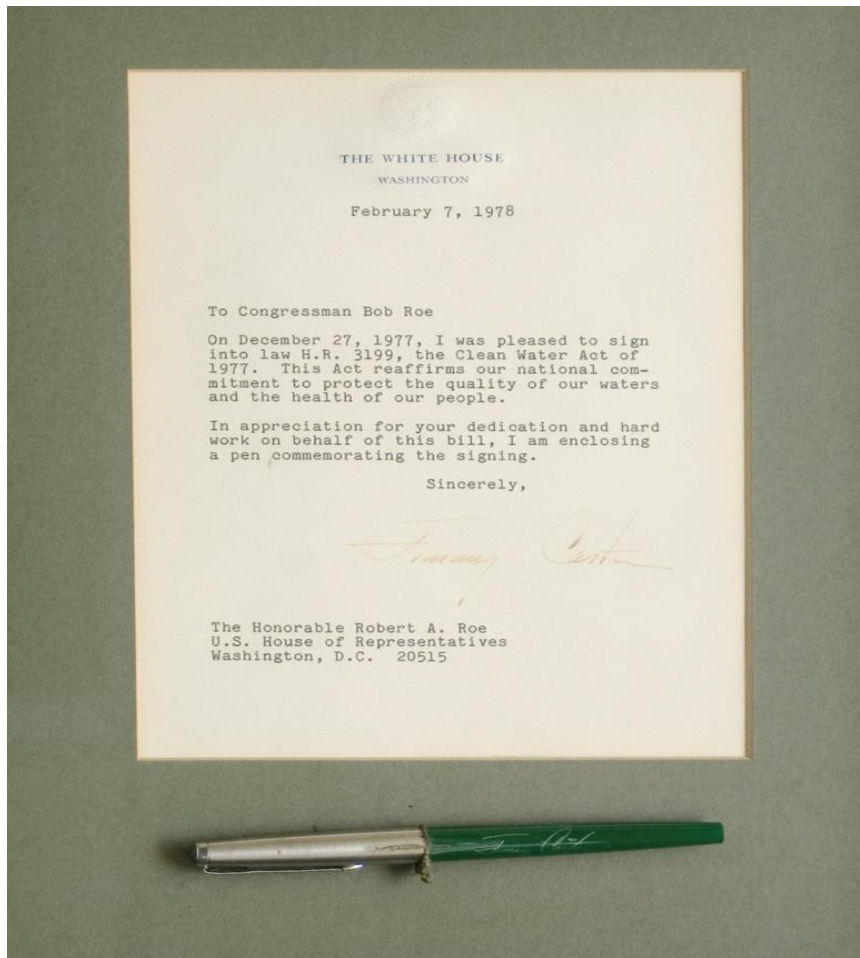 THE WHITE HOUSE
WASHINGTON
February 7, 1978
To Congressman Bob Roe
On December 27, 1977, I was pleased to sign
into law H.R. 3199, the Clean Water Act of
1977. This Act reaffirms our national com-
mitment to protect the quality of our waters
and the health of our people.
In appreciation for your dedication and hard
work on behalf of this bill, I am enclosing
a pen commemorating the signing.
Sincerely,
Jimmy Carter
The Honorable Robert A. Roe
U.S. House of Representatives
Washington, D.C. 20515